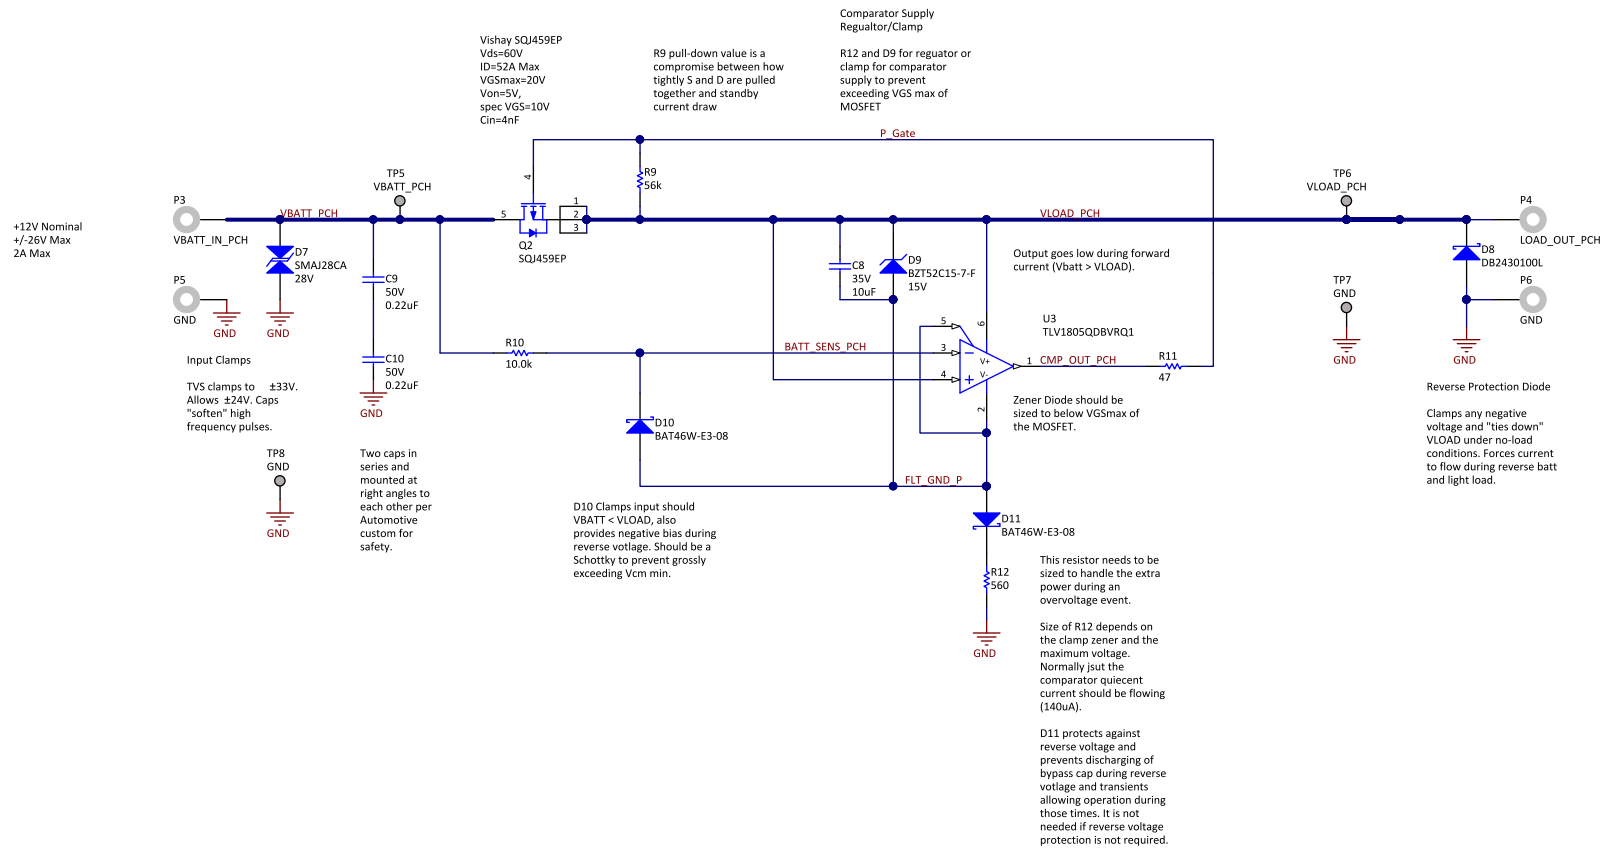 Comparator Supply
Regualtor/Clamp
R12 and D9 for reguator or
clamp for comparator
supply to prevent
exceeding VGS max of
MOSFET
Vishay SQJ459EP
Vds=60V
ID=52A Max
VGSmax=20V
Von=5V,
spec VGS=10V
Cin=4nF
R9 pull-down value is a
compromise between how
tightly S and D are pulled
together and standby
current draw
P_Gate
+12V Nominal
+/-26V Max
2A Max
P3
VBATT_IN_PCH
P5
GND
GND
VBATT_PCH
D7
SMAJ28CA
28V
GND
TP5
VBATT_PCH
C9
50V
0.22uF
C10
50V
0.22uF
GND
4
5
1
2
3
Q2
SQJ459EP
R9
56k
R10
10.0k
BATT_SENS_PCH
C8
35V
10uF
D9
BZT52C15-7-F
15V
VLOAD_PCH
Output goes low during forward
current (Vbatt > VLOAD).
U3
TLV1805QDBVRQ1
5
3
4
6
V+
V-
2
1
CMP_OUT_PCH
R11
47
Zener Diode should be
sized to below VGSmax of
the MOSFET.
TP6
VLOAD_PCH
TP7
GND
GND
P4
LOAD_OUT_PCH
D8
DB2430100L
P6
GND
GND
Reverse Protection Diode
Clamps any negative
voltage and "ties down"
VLOAD under no-load
conditions. Forces current
to flow during reverse batt
and light load.
Input Clamps
TVS clamps to ±33V.
Allows ±24V. Caps
"soften" high
frequency pulses.
TP8
GND
GND
Two caps in
series and
mounted at
right angles to
each other per
Automotive
custom for
safety.
D10
BAT46W-E3-08
FLT_GND_P
D10 Clamps input should
VBATT < VLOAD, also
provides negative bias during
reverse votlage. Should be a
Schottky to prevent grossly
exceeding Vcm min.
D11
BAT46W-E3-08
R12
560
GND
This resistor needs to be
sized to handle the extra
power during an
overvoltage event.
Size of R12 depends on
the clamp zener and the
maximum voltage.
Normally jsut the
comparator quiecent
current should be flowing
(140uA).
D11 protects against
reverse voltage and
prevents discharging of
bypass cap during reverse
votlage and transients
allowing operation during
those times. It is not
needed if reverse voltage
protection is not required.